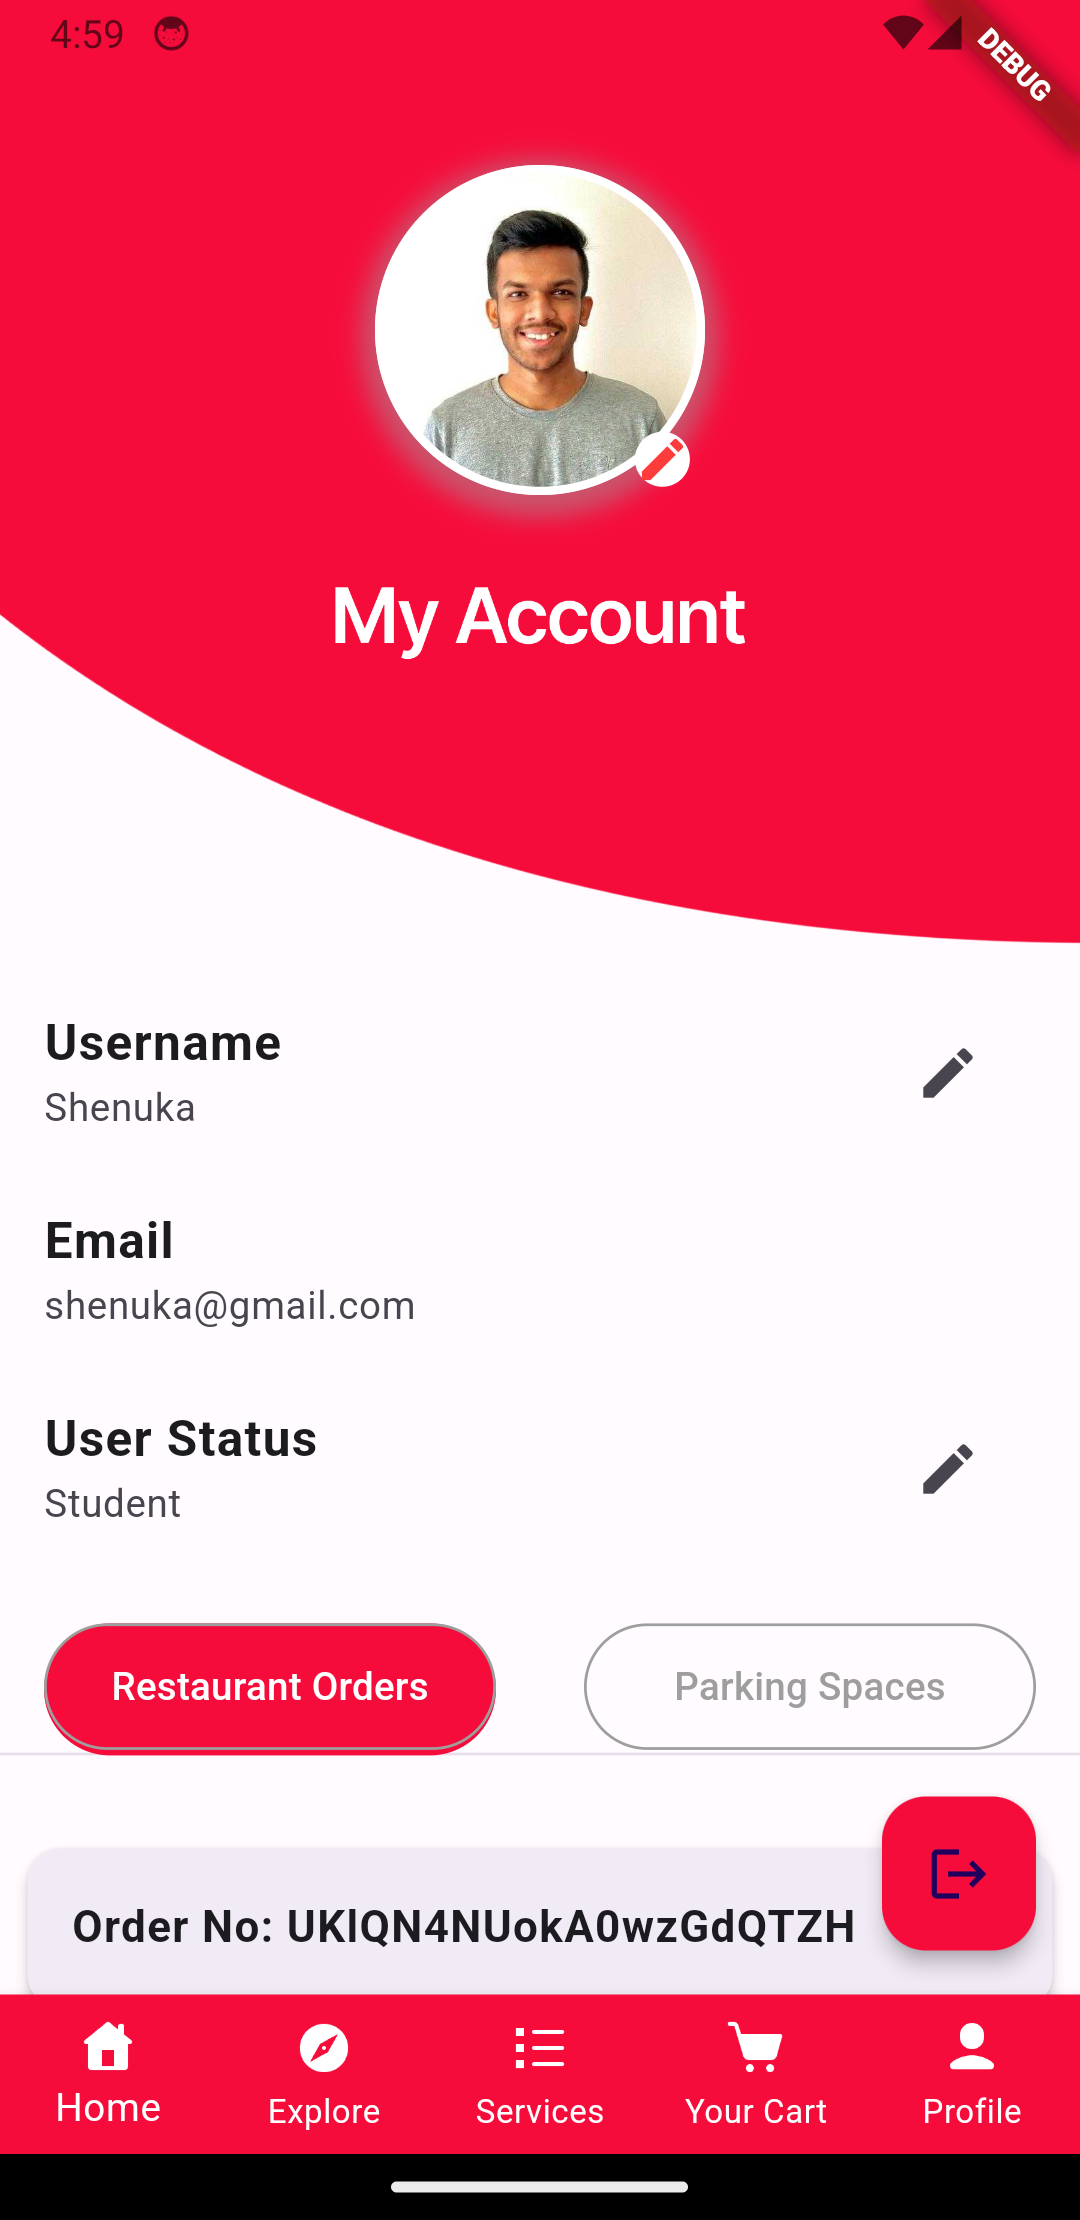 4:59
DEBUG
My Account
Username
Shenuka
Email
shenuka@gmail.com
User Status
Student
Restaurant Orders
Parking Spaces
Order No: UKlQN4NUokA0wzGdQTZH
Home
Explore
Services
Your Cart
Profile